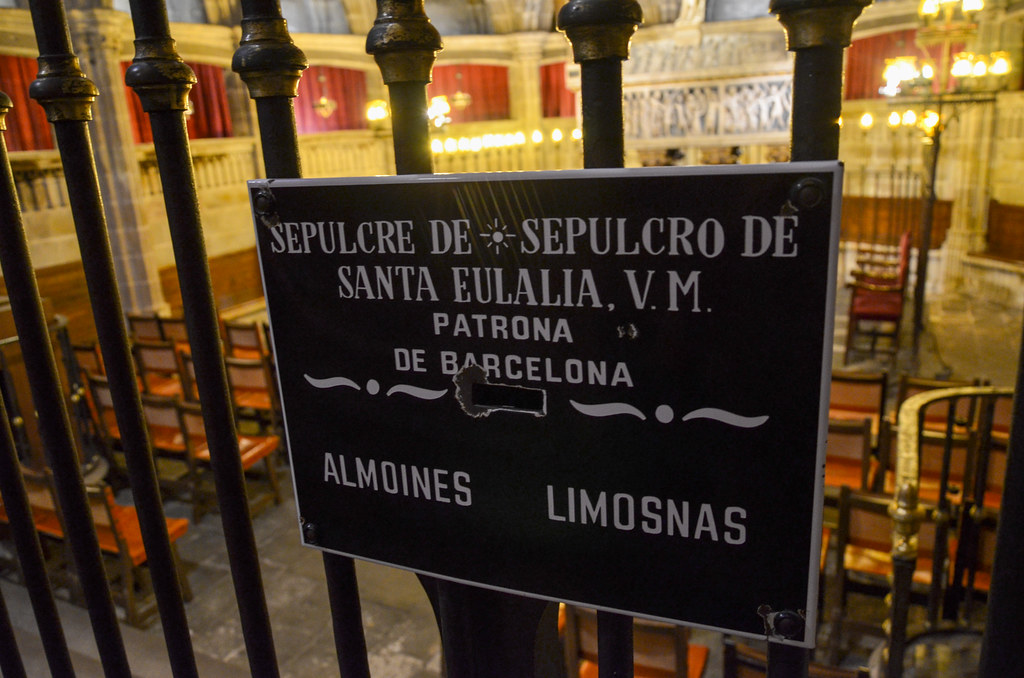 SEPULCRE DE SEPULCRO DE
SANTA EULALIA, V. M.
PATRONA
DE BARCELONA
ALMOINES LIMOSNAS